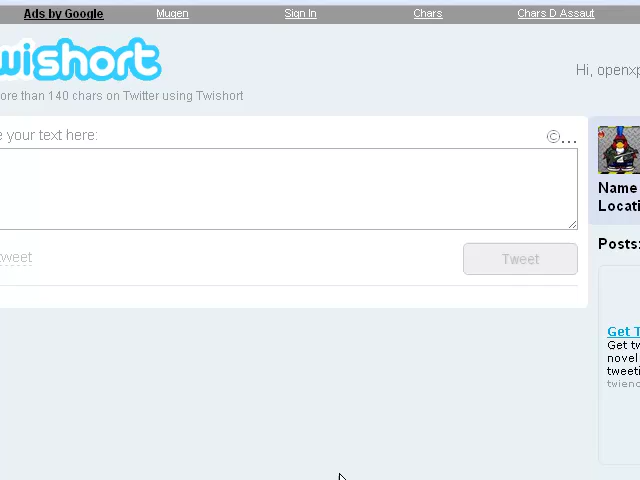 Ads by Google Mugen Sign In Chars Chars D Assaut
wishort
Hi, openxp
ore than 140 chars on Twitter using Twishort
e your text here: ©...
Name
Locati
tweet Tweet
Posts:
Get T
Get tw
novel
tweeti
twienc